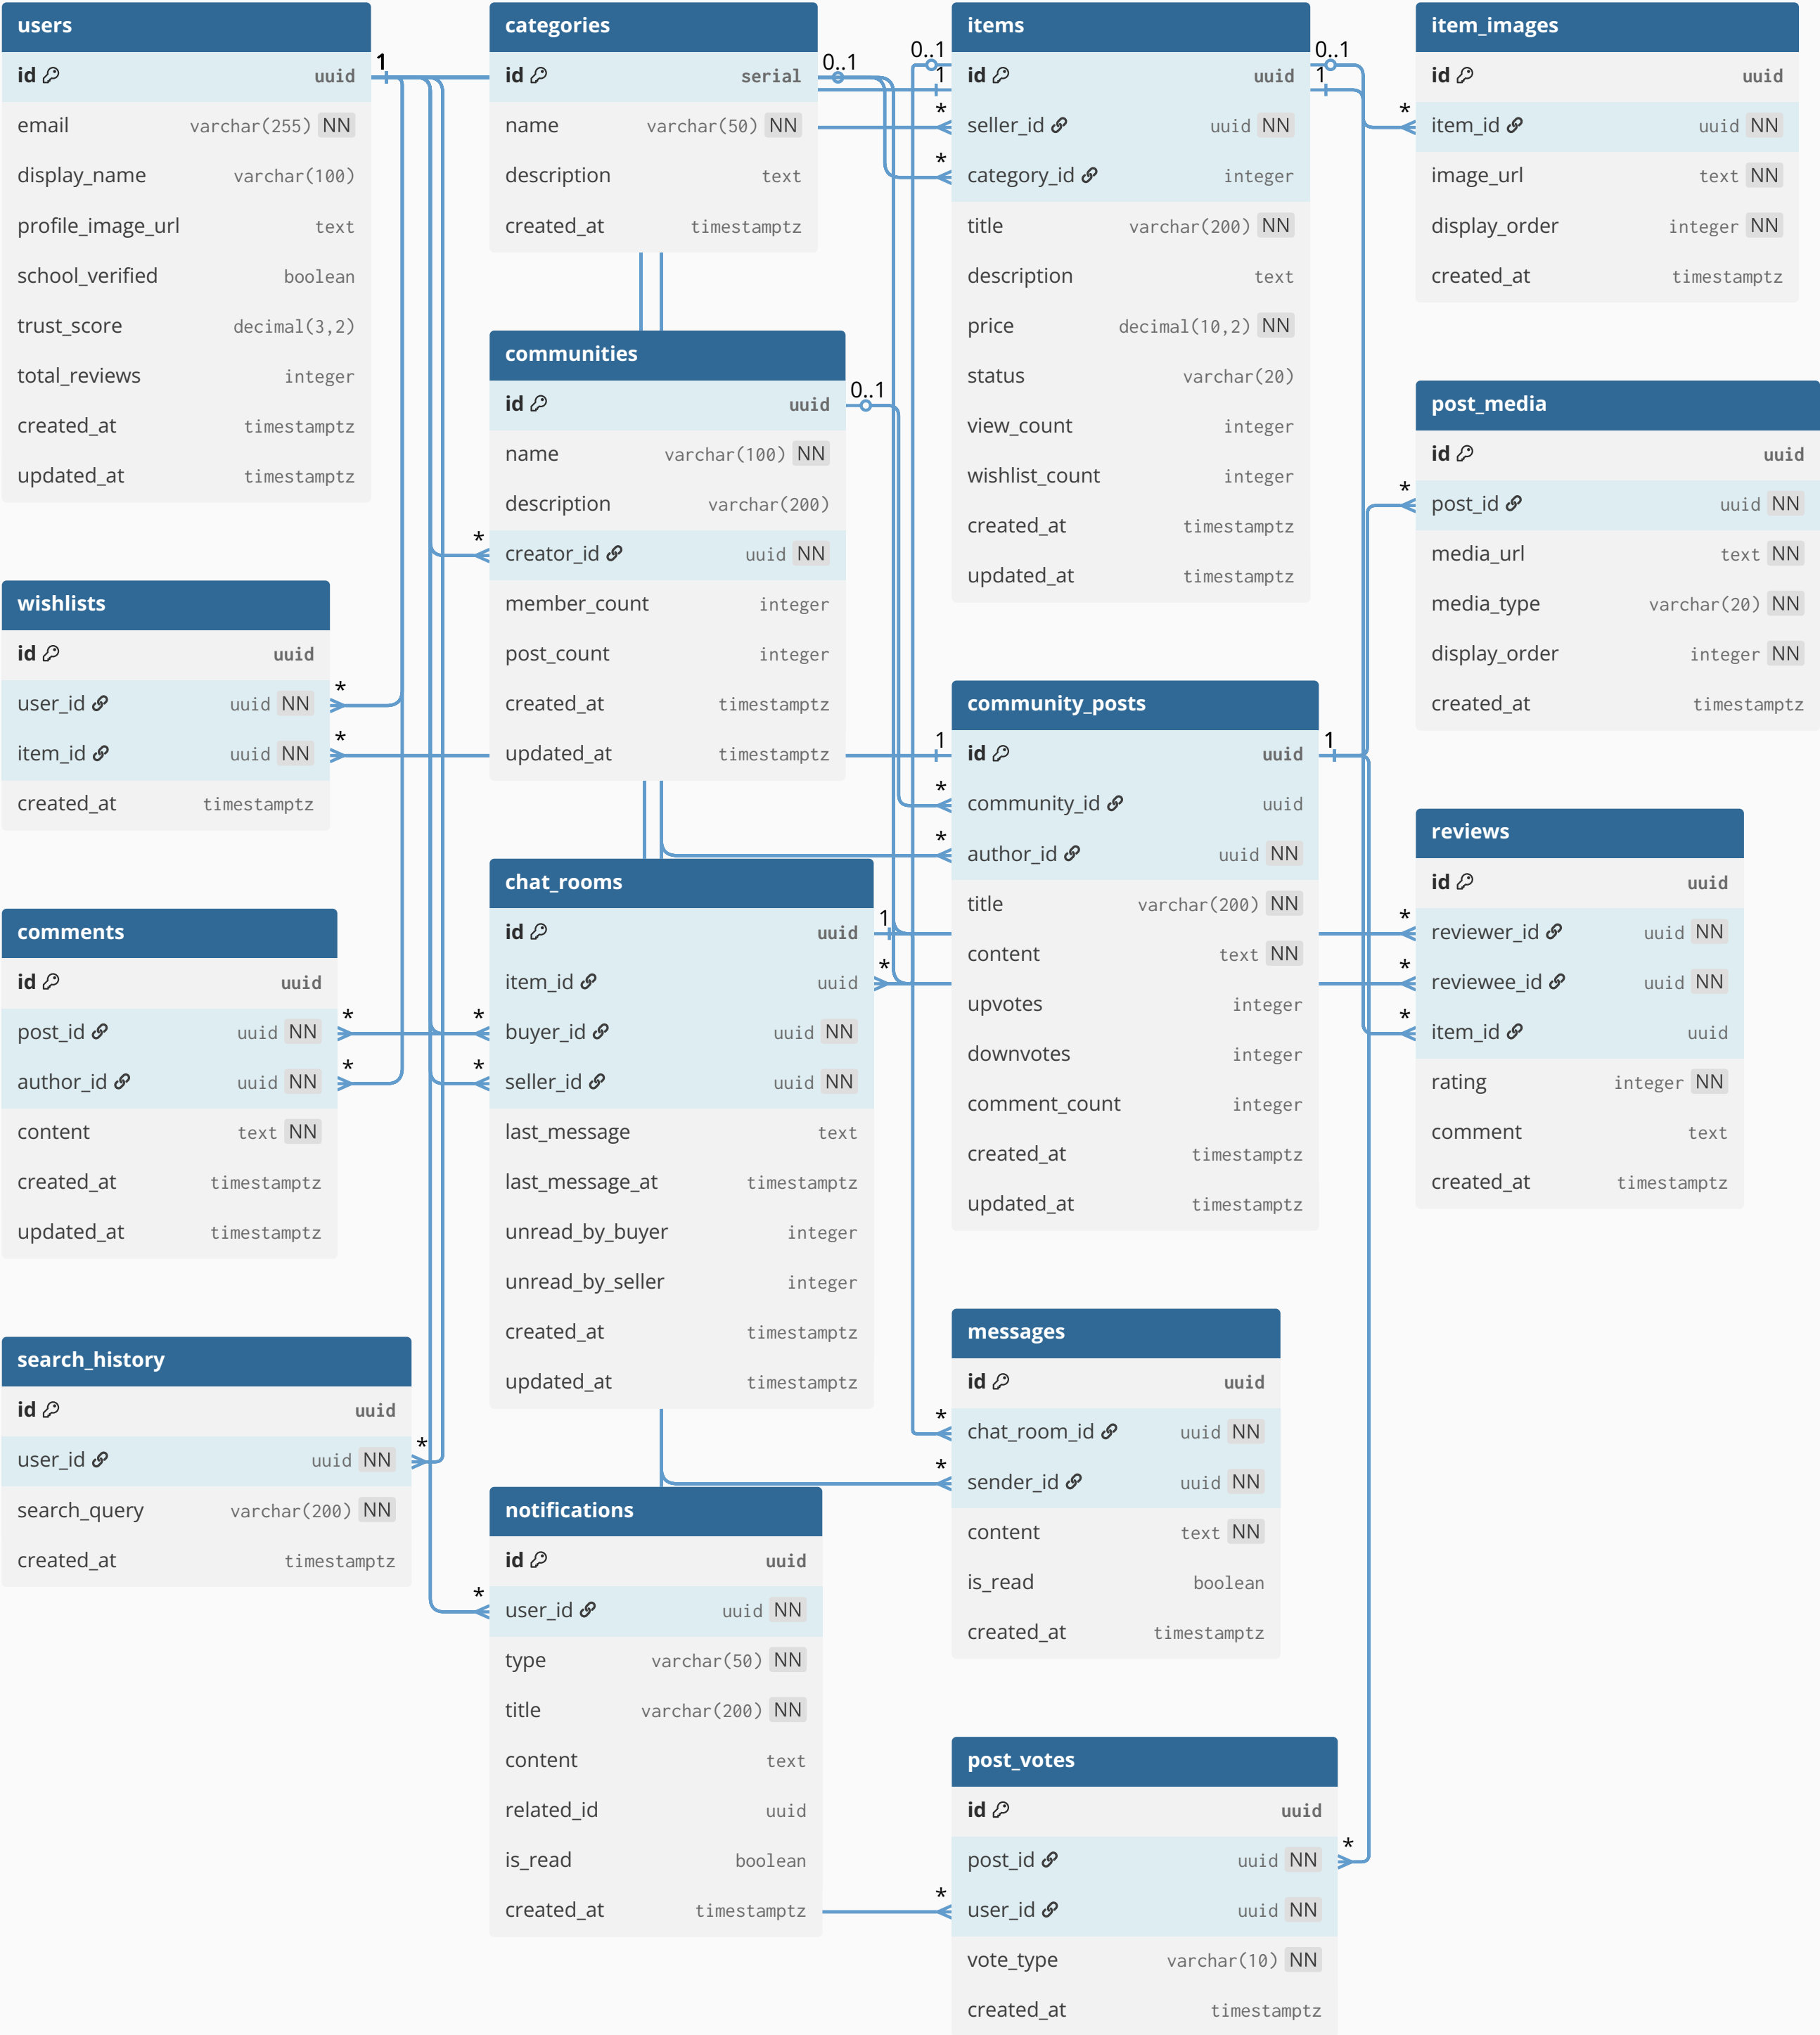 users
id uuid
email varchar(255) NN
display_name varchar(100)
profile_image_url text
school_verified boolean
trust_score decimal(3,2)
total_reviews integer
created_at timestamptz
updated_at timestamptz
1
wishlists
id uuid
user_id uuid NN
*
item_id uuid NN
*
created_at timestamptz
comments
id uuid
post_id uuid NN
*
author_id uuid NN
*
content text NN
created_at timestamptz
updated_at timestamptz
search_history
id uuid
user_id uuid NN
*
search_query varchar(200) NN
created_at timestamptz
categories
id serial
0..1
name varchar(50) NN
description text
created_at timestamptz
communities
id uuid
0..1
name varchar(100) NN
description varchar(200)
*
creator_id uuid NN
member_count integer
post_count integer
created_at timestamptz
updated_at timestamptz
chat_rooms
id uuid
1
item_id uuid
*
*
buyer_id uuid NN
*
seller_id uuid NN
last_message text
last_message_at timestamptz
unread_by_buyer integer
unread_by_seller integer
created_at timestamptz
updated_at timestamptz
notifications
id uuid
*
user_id uuid NN
type varchar(50) NN
title varchar(200) NN
content text
related_id uuid
is_read boolean
created_at timestamptz
items
0..1
0..1
1
1
id uuid
*
seller_id uuid NN
*
category_id integer
title varchar(200) NN
description text
price decimal(10,2) NN
status varchar(20)
view_count integer
wishlist_count integer
created_at timestamptz
updated_at timestamptz
community_posts
1
1
id uuid
*
community_id uuid
*
author_id uuid NN
title varchar(200) NN
content text NN
upvotes integer
downvotes integer
comment_count integer
created_at timestamptz
updated_at timestamptz
messages
id uuid
*
chat_room_id uuid NN
*
sender_id uuid NN
content text NN
is_read boolean
created_at timestamptz
post_votes
id uuid
*
post_id uuid NN
*
user_id uuid NN
vote_type varchar(10) NN
created_at timestamptz
item_images
id uuid
*
item_id uuid NN
image_url text NN
display_order integer NN
created_at timestamptz
post_media
id uuid
*
post_id uuid NN
media_url text NN
media_type varchar(20) NN
display_order integer NN
created_at timestamptz
reviews
id uuid
*
reviewer_id uuid NN
*
reviewee_id uuid NN
*
item_id uuid
rating integer NN
comment text
created_at timestamptz